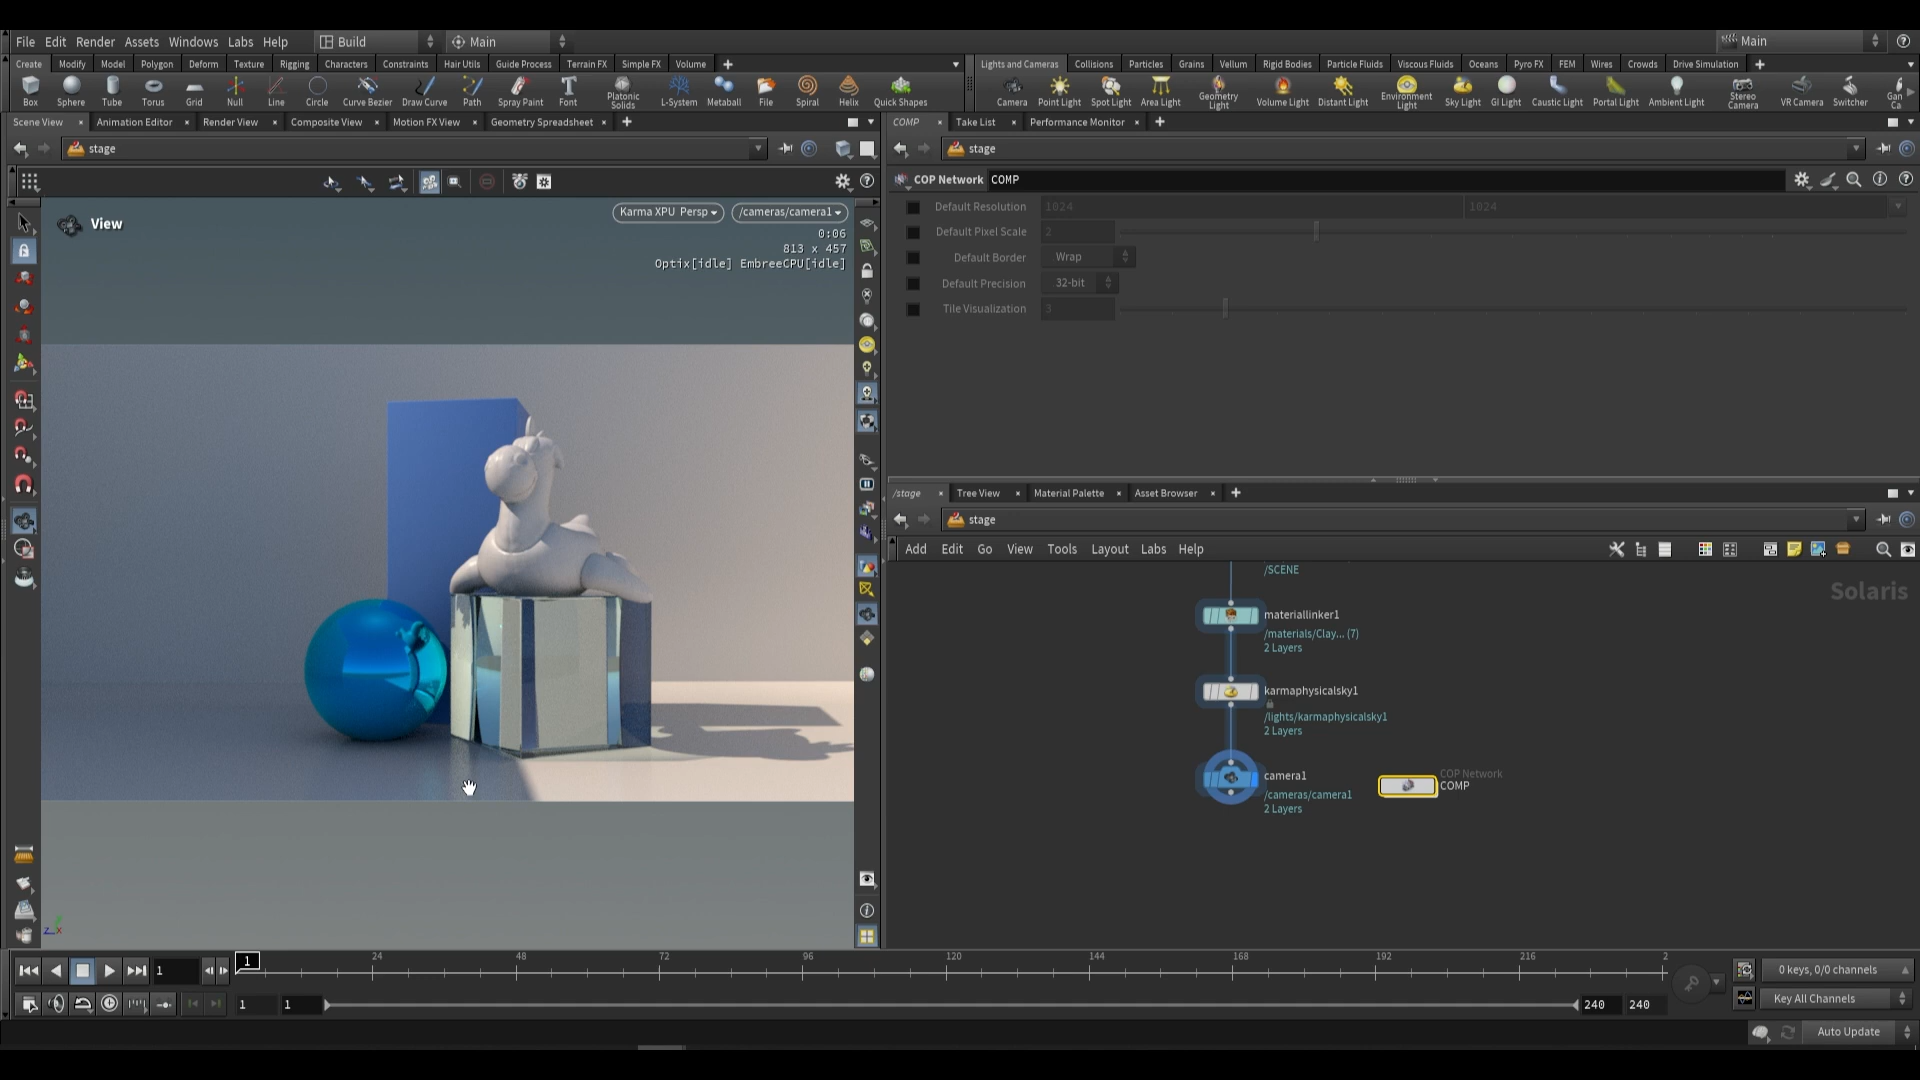 File Edit Render Assets Windows Labs Help Build Main Main
Create Modify Model Polygon Deform Texture Rigging Characters Constraints Hair Utils Guide Process Terrain FX Simple FX Volume
Lights and Cameras Collisions Particles Grains Vellum Rigid Bodies Particle Fluids Viscous Fluids Oceans Pyro FX FEM Wires Crowds Drive Simulation
Box Sphere Tube Torus Grid Null Line Circle Curve Bezier Draw Curve Path Spray Paint Font Platonic Solids L-System Metaball File Spiral Helix Quick Shapes
Camera Point Light Spot Light Area Light Geometry Light Volume Light Distant Light Environment Light Sky Light GI Light Caustic Light Portal Light Ambient Light Stereo Camera VR Camera Switcher Gan Ca
Scene View Animation Editor Render View Composite View Motion FX View Geometry Spreadsheet
COMP Take List Performance Monitor
stage
stage
COP Network COMP
View
Karma XPU Persp /cameras/camera1
0:06
813 x 457
Optix[idle] EmbreeCPU[idle]
Default Resolution 1024 1024
Default Pixel Scale 2
Default Border Wrap
Default Precision 32-bit
Tile Visualization 3
/stage Tree View Material Palette Asset Browser
stage
Add Edit Go View Tools Layout Labs Help
Solaris
/SCENE
materiallinker1
/materials/Clay... (7)
2 Layers
karmaphysicalsky1
/lights/karmaphysicalsky1
2 Layers
camera1
/cameras/camera1
2 Layers
COP Network
COMP
z x
1 1 24 48 72 96 120 144 168 192 216 2
0 keys, 0/0 channels
1 1 240 240
Key All Channels
Auto Update